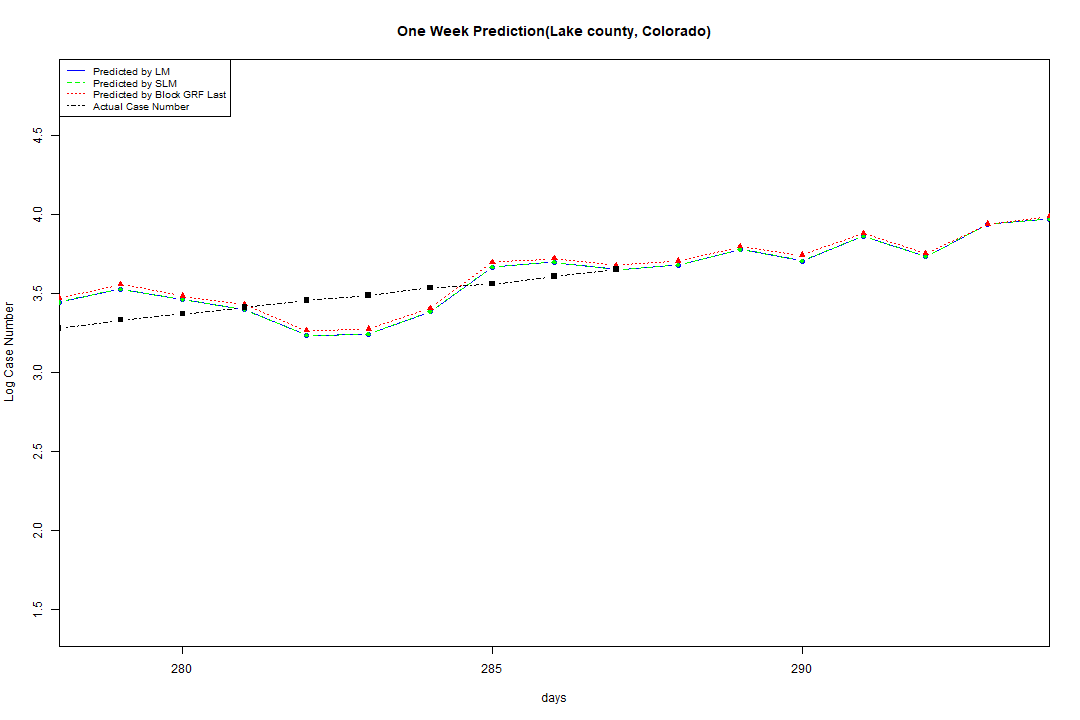 One Week Prediction(Lake county, Colorado)
Predicted by LM
Predicted by SLM
Predicted by Block GRF Last
Actual Case Number
4.5
4.0
3.5
3.0
2.5
2.0
1.5
Log Case Number
280
285
290
days